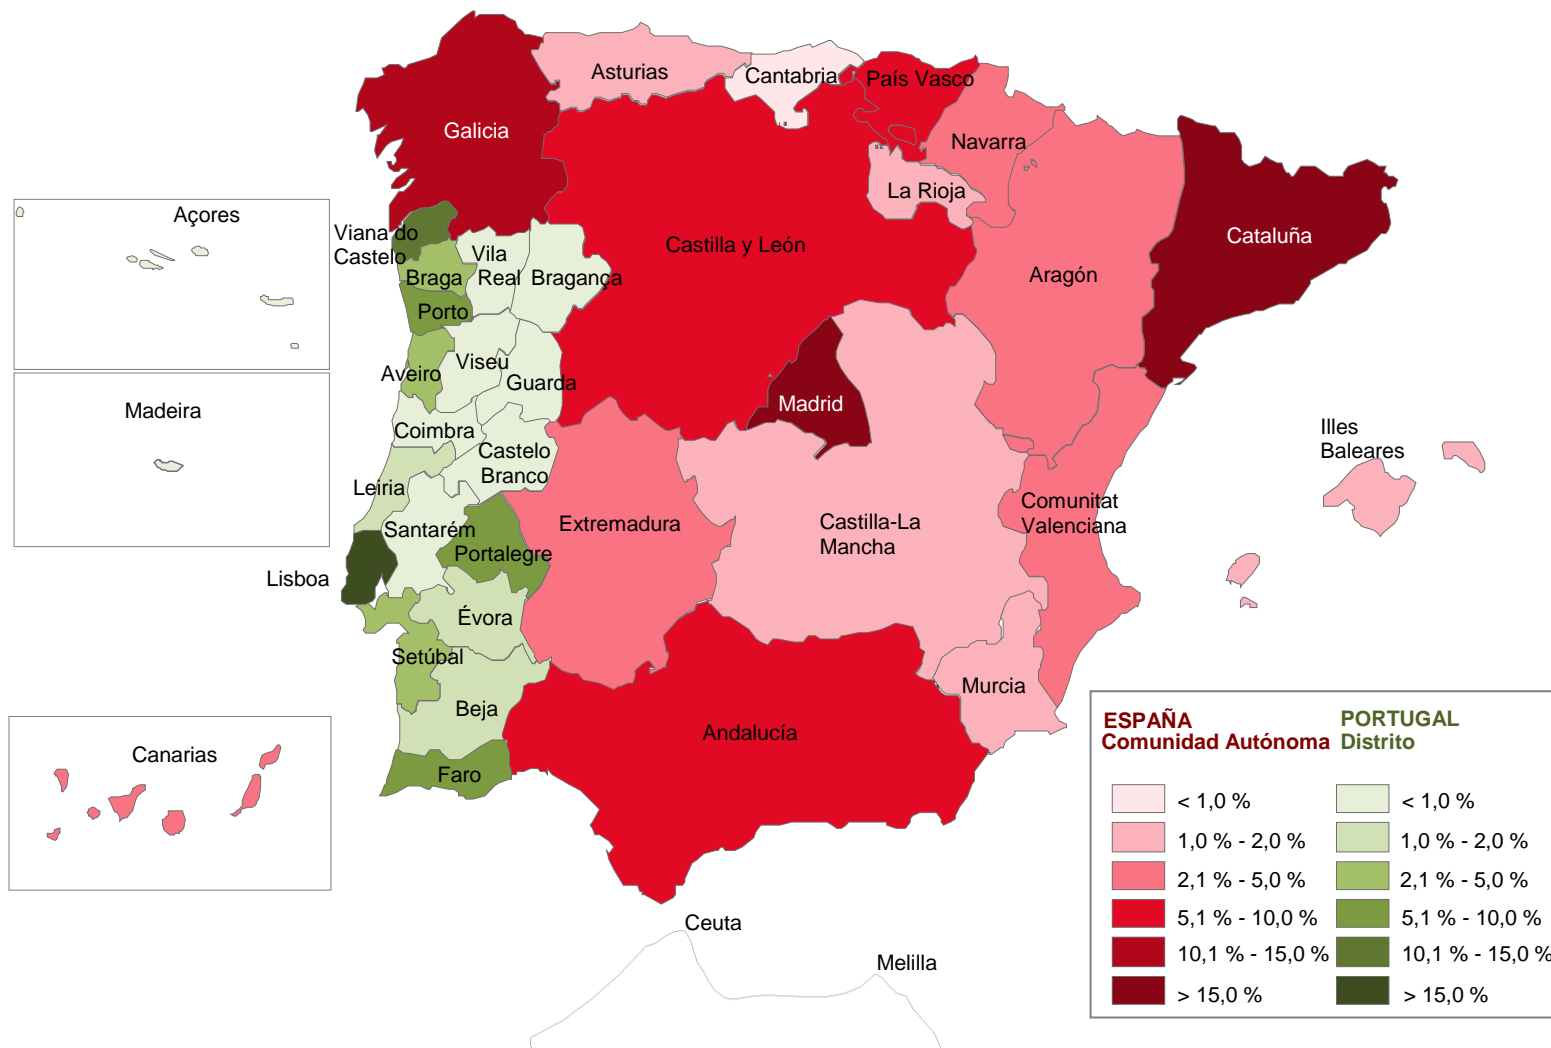 Asturias
Cantabria
País Vasco
Galicia
Navarra
La Rioja
Açores
Viana do
Castelo
Vila
Real
Bragança
Braga
Porto
Castilla y León
Aragón
Cataluña
Aveiro
Viseu
Guarda
Madeira
Madrid
Coimbra
Castelo
Branco
Illes
Baleares
Leiria
Santarém
Extremadura
Castilla-La
Mancha
Comunitat
Valenciana
Portalegre
Lisboa
Évora
Setúbal
Murcia
Beja
Andalucía
Canarias
Faro
Ceuta
Melilla
ESPAÑA
Comunidad Autónoma
< 1,0 %
1,0 % - 2,0 %
2,1 % - 5,0 %
5,1 % - 10,0 %
10,1 % - 15,0 %
> 15,0 %
PORTUGAL
Distrito
< 1,0 %
1,0 % - 2,0 %
2,1 % - 5,0 %
5,1 % - 10,0 %
10,1 % - 15,0 %
> 15,0 %